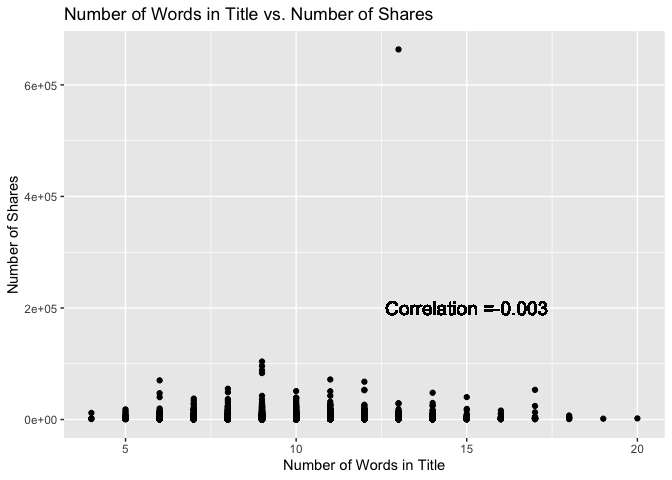 Number of Words in Title vs. Number of Shares
6e+05
4e+05
2e+05
0e+00
Number of Shares
Correlation =-0.003
5 10 15 20
Number of Words in Title